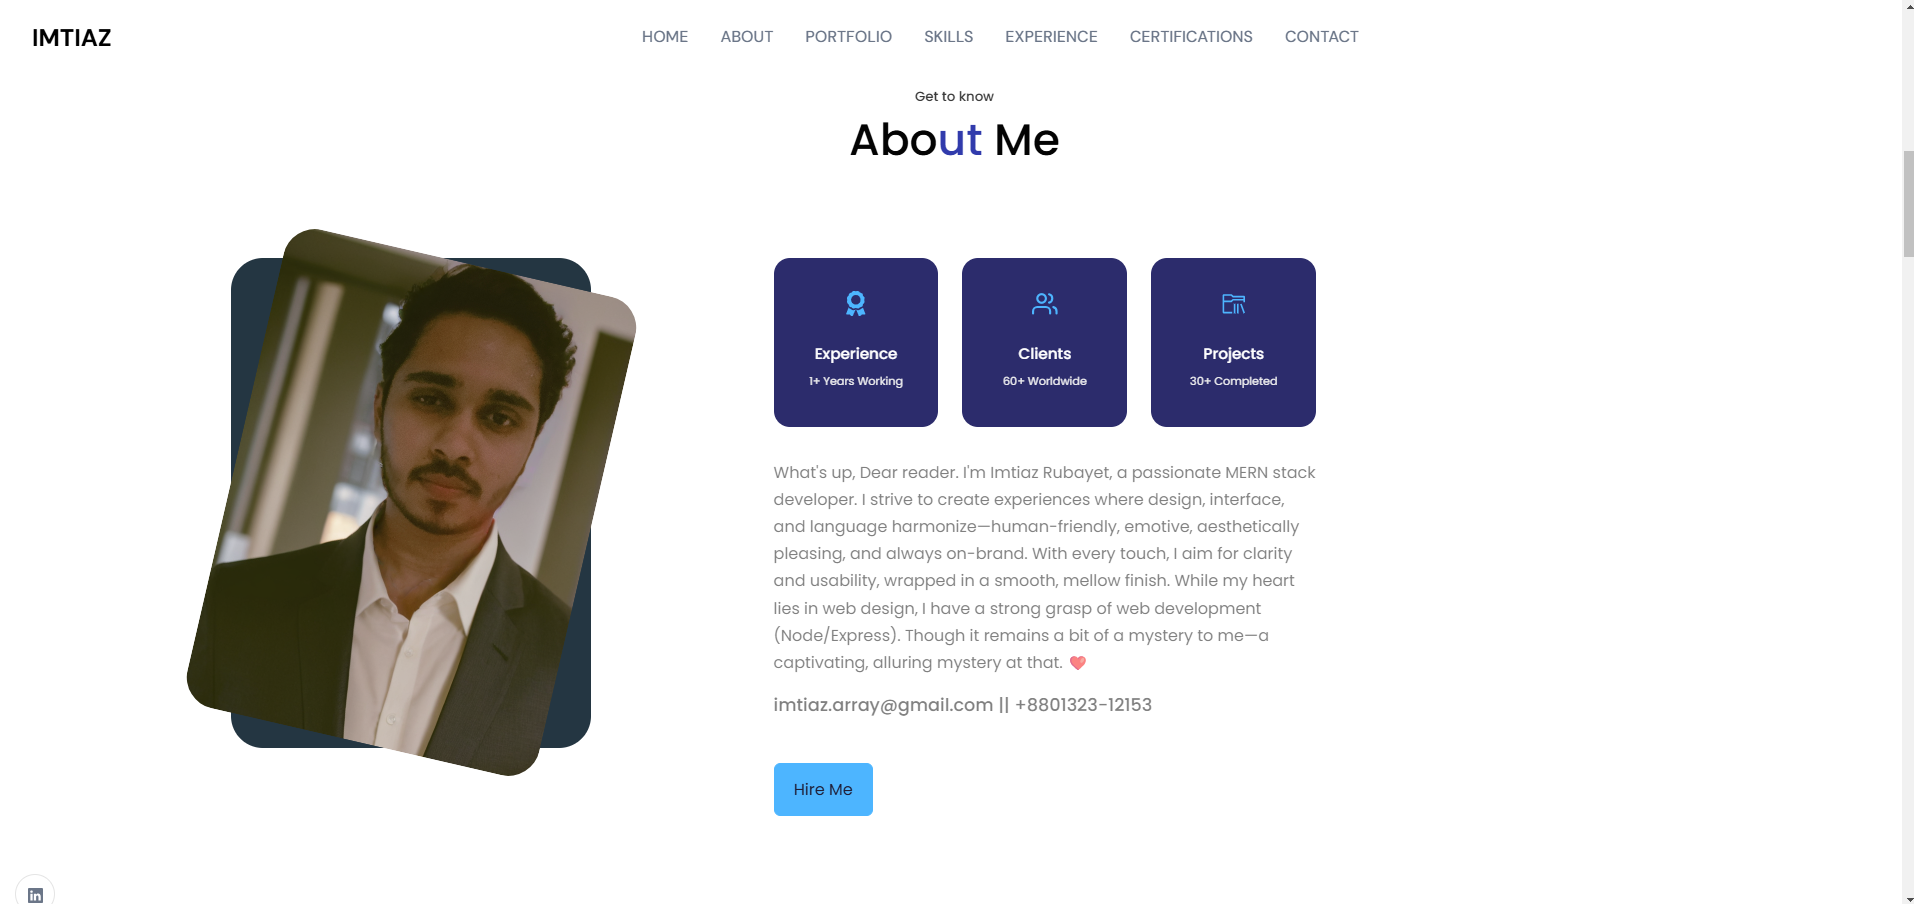 IMTIAZ
HOME ABOUT PORTFOLIO SKILLS EXPERIENCE CERTIFICATIONS CONTACT
Get to know
About Me
Experience
1+ Years Working
Clients
60+ Worldwide
Projects
30+ Completed
What's up, Dear reader. I'm Imtiaz Rubayet, a passionate MERN stack
developer. I strive to create experiences where design, interface,
and language harmonize—human-friendly, emotive, aesthetically
pleasing, and always on-brand. With every touch, I aim for clarity
and usability, wrapped in a smooth, mellow finish. While my heart
lies in web design, I have a strong grasp of web development
(Node/Express). Though it remains a bit of a mystery to me—a
captivating, alluring mystery at that. 💖
imtiaz.array@gmail.com || +8801323-12153
Hire Me
in